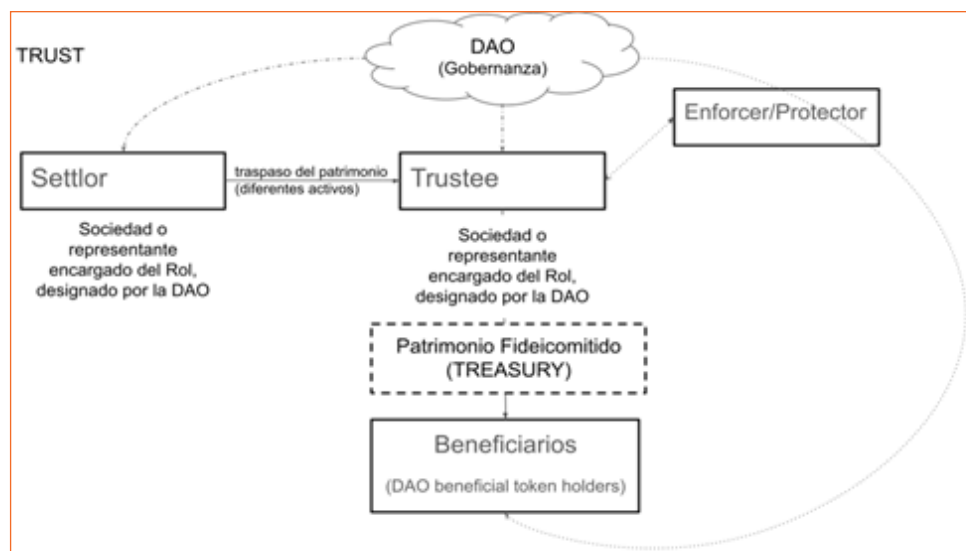 TRUST
DAO
(Gobernanza)
Enforcer/Protector
Settlor
traspaso del patrimonio
(diferentes activos)
Trustee
Sociedad o
representante
encargado del Rol,
designado por la DAO
Sociedad o
representante
encargado del Rol,
designado por la DAO
Patrimonio Fideicomitido
(TREASURY)
Beneficiarios
(DAO beneficial token holders)